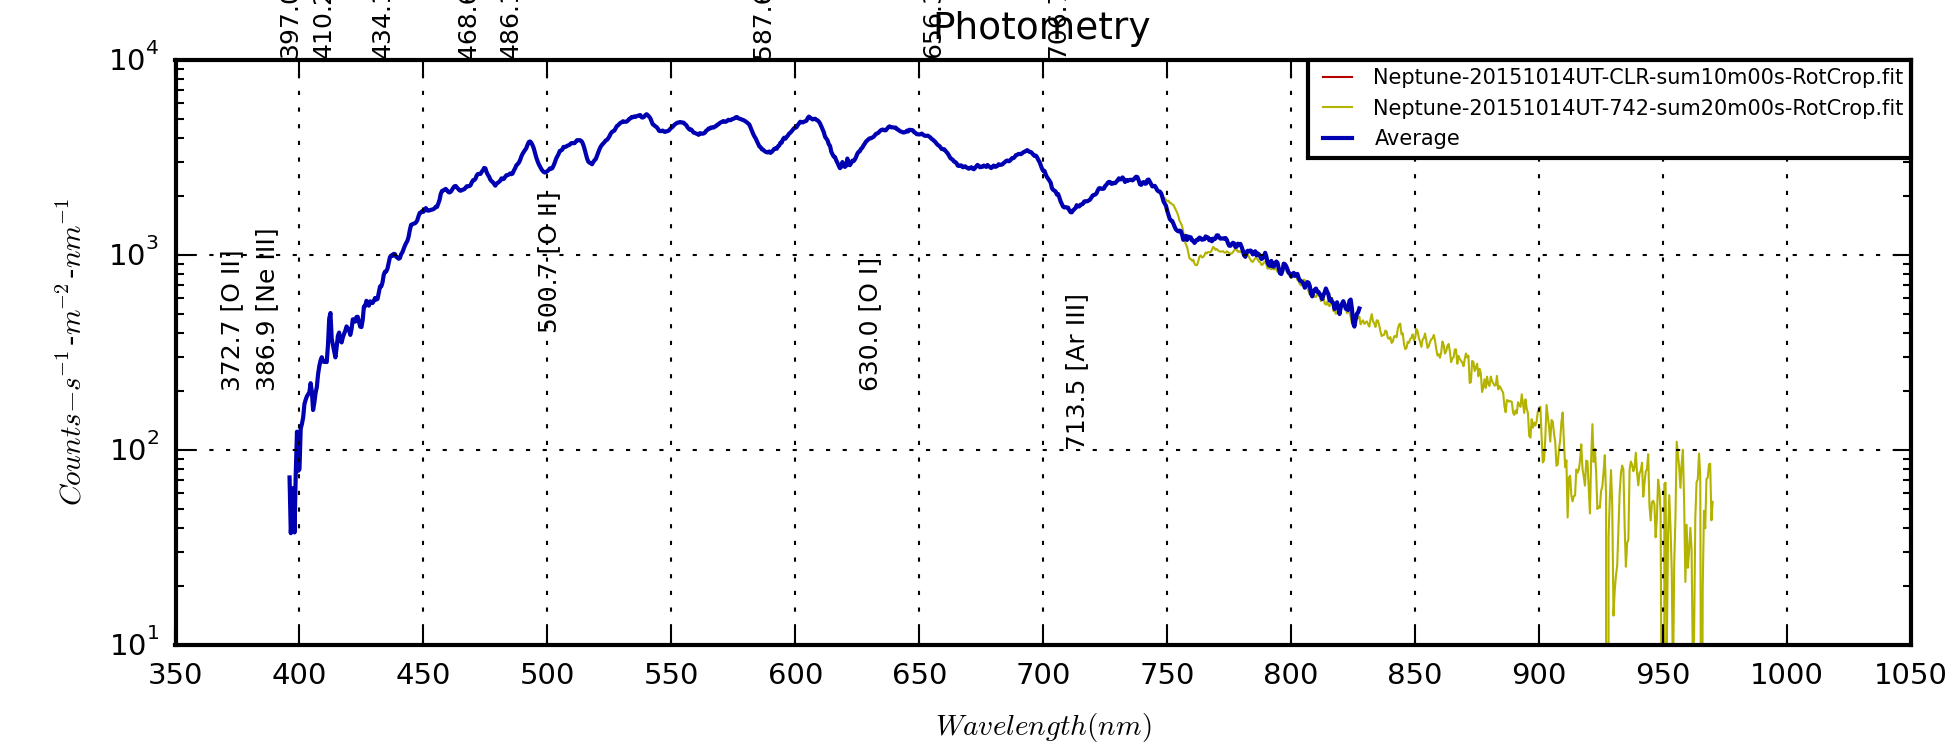 Photometry
397.0
410.2
434.1
468.6
486.1
587.6
656.3
706.5
Neptune-20151014UT-CLR-sum10m00s-RotCrop.fit
Neptune-20151014UT-742-sum20m00s-RotCrop.fit
Average
10^4
10^3
10^2
10^1
Counts−s^−1-m^−2-nm^−1
372.7 [O II]
386.9 [Ne III]
500.7 [O II]
630.0 [O I]
713.5 [Ar III]
350 400 450 500 550 600 650 700 750 800 850 900 950 1000 1050
Wavelength(nm)